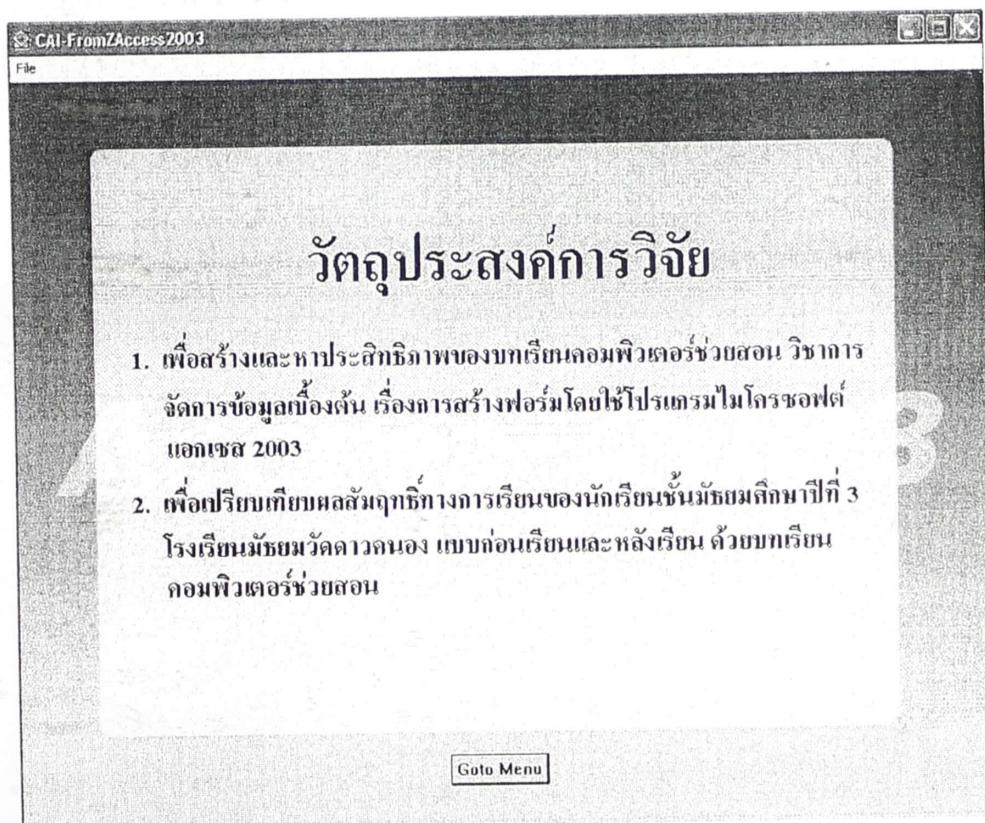 CAI-FromZAccess2003
File
วัตถุประสงค์การวิจัย
1. เพื่อสร้างและหาประสิทธิภาพของบทเรียนคอมพิวเตอร์ช่วยสอน วิชาการ
จัดการข้อมูลเบื้องต้น เรื่องการสร้างฟอร์มโดยใช้โปรแกรมไมโครซอฟต์
แอกเซส 2003
2. เพื่อเปรียบเทียบผลสัมฤทธิ์ทางการเรียนของนักเรียนชั้นมัธยมศึกษาปีที่ 3
โรงเรียนมัธยมวัดดาวคนอง แบบก่อนเรียนและหลังเรียน ด้วยบทเรียน
คอมพิวเตอร์ช่วยสอน
Goto Menu